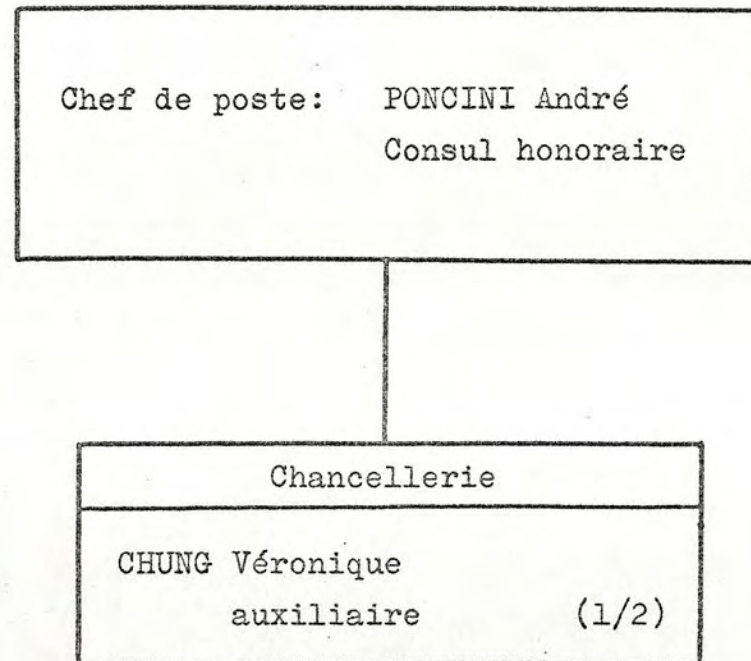 Chef de poste: PONCINI André
Consul honoraire
Chancellerie
CHUNG Véronique
auxiliaire (1/2)